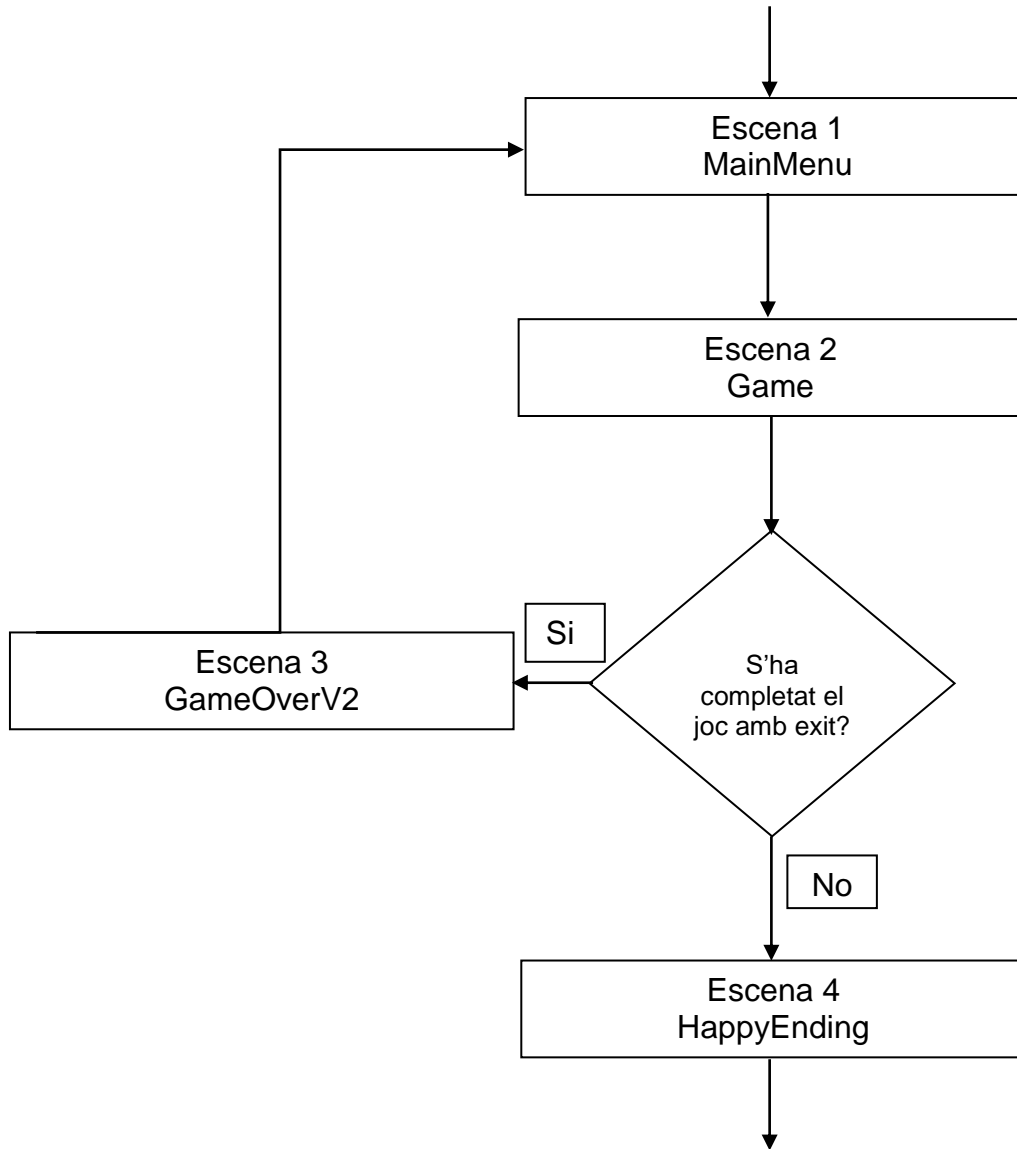 Escena 1
MainMenu
Escena 2
Game
Si
Escena 3
GameOverV2
S’ha
completat el
joc amb exit?
No
Escena 4
HappyEnding